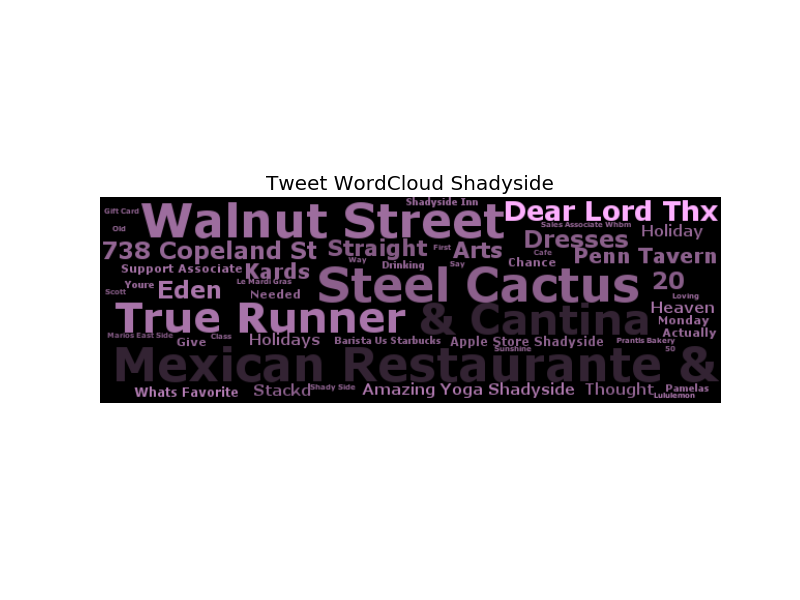 Tweet WordCloud Shadyside
Gift Card
Shadyside Inn
Walnut Street
Dear Lord Thx
Old
Sales Associate Whbm
Holiday
738 Copeland St
Straight
First
Arts
Dresses
Cafe
Penn Tavern
Way
Drinking
Say
Chance
Support Associate
Kards
Steel Cactus
20
Youre
Eden
Le Mardi Gras
Needed
Loving
Scott
Heaven
True Runner
& Cantina
Monday
Actually
Marios East Side
Class
Give
Holidays
Barista Us Starbucks
Apple Store Shadyside
Prantis Bakery
Sunshine
50
Mexican Restaurante &
Whats Favorite
Stackd
Shady Side
Amazing Yoga Shadyside
Thought
Pamelas
Lululemon